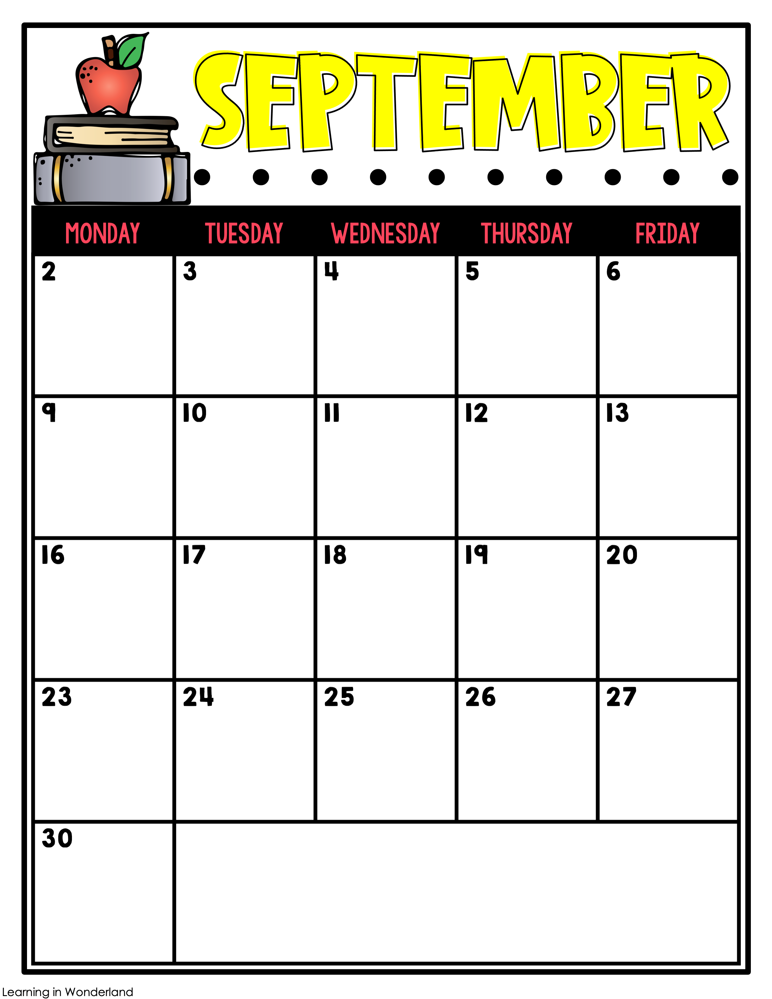 SEPTEMBER
MONDAY TUESDAY WEDNESDAY THURSDAY FRIDAY
2 3 4 5 6
9 10 11 12 13
16 17 18 19 20
23 24 25 26 27
30
Learning in Wonderland